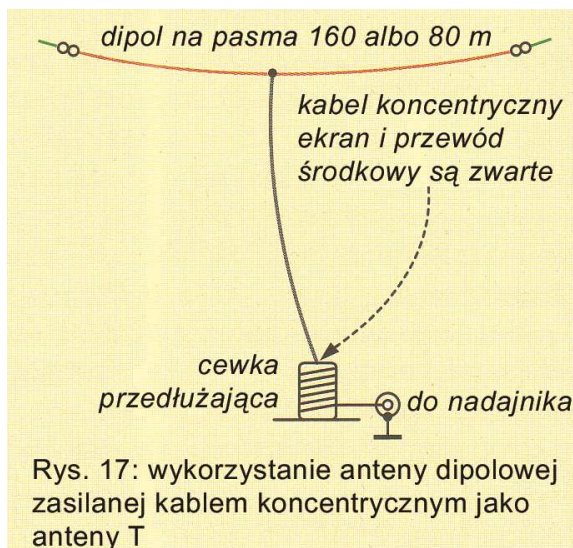 dipol na pasma 160 albo 80 m
kabel koncentryczny
ekran i przewód
środkowy są zwarte
cewka
przedłużająca
do nadajnika
Rys. 17: wykorzystanie anteny dipolowej
zasilanej kablem koncentrycznym jako
anteny T